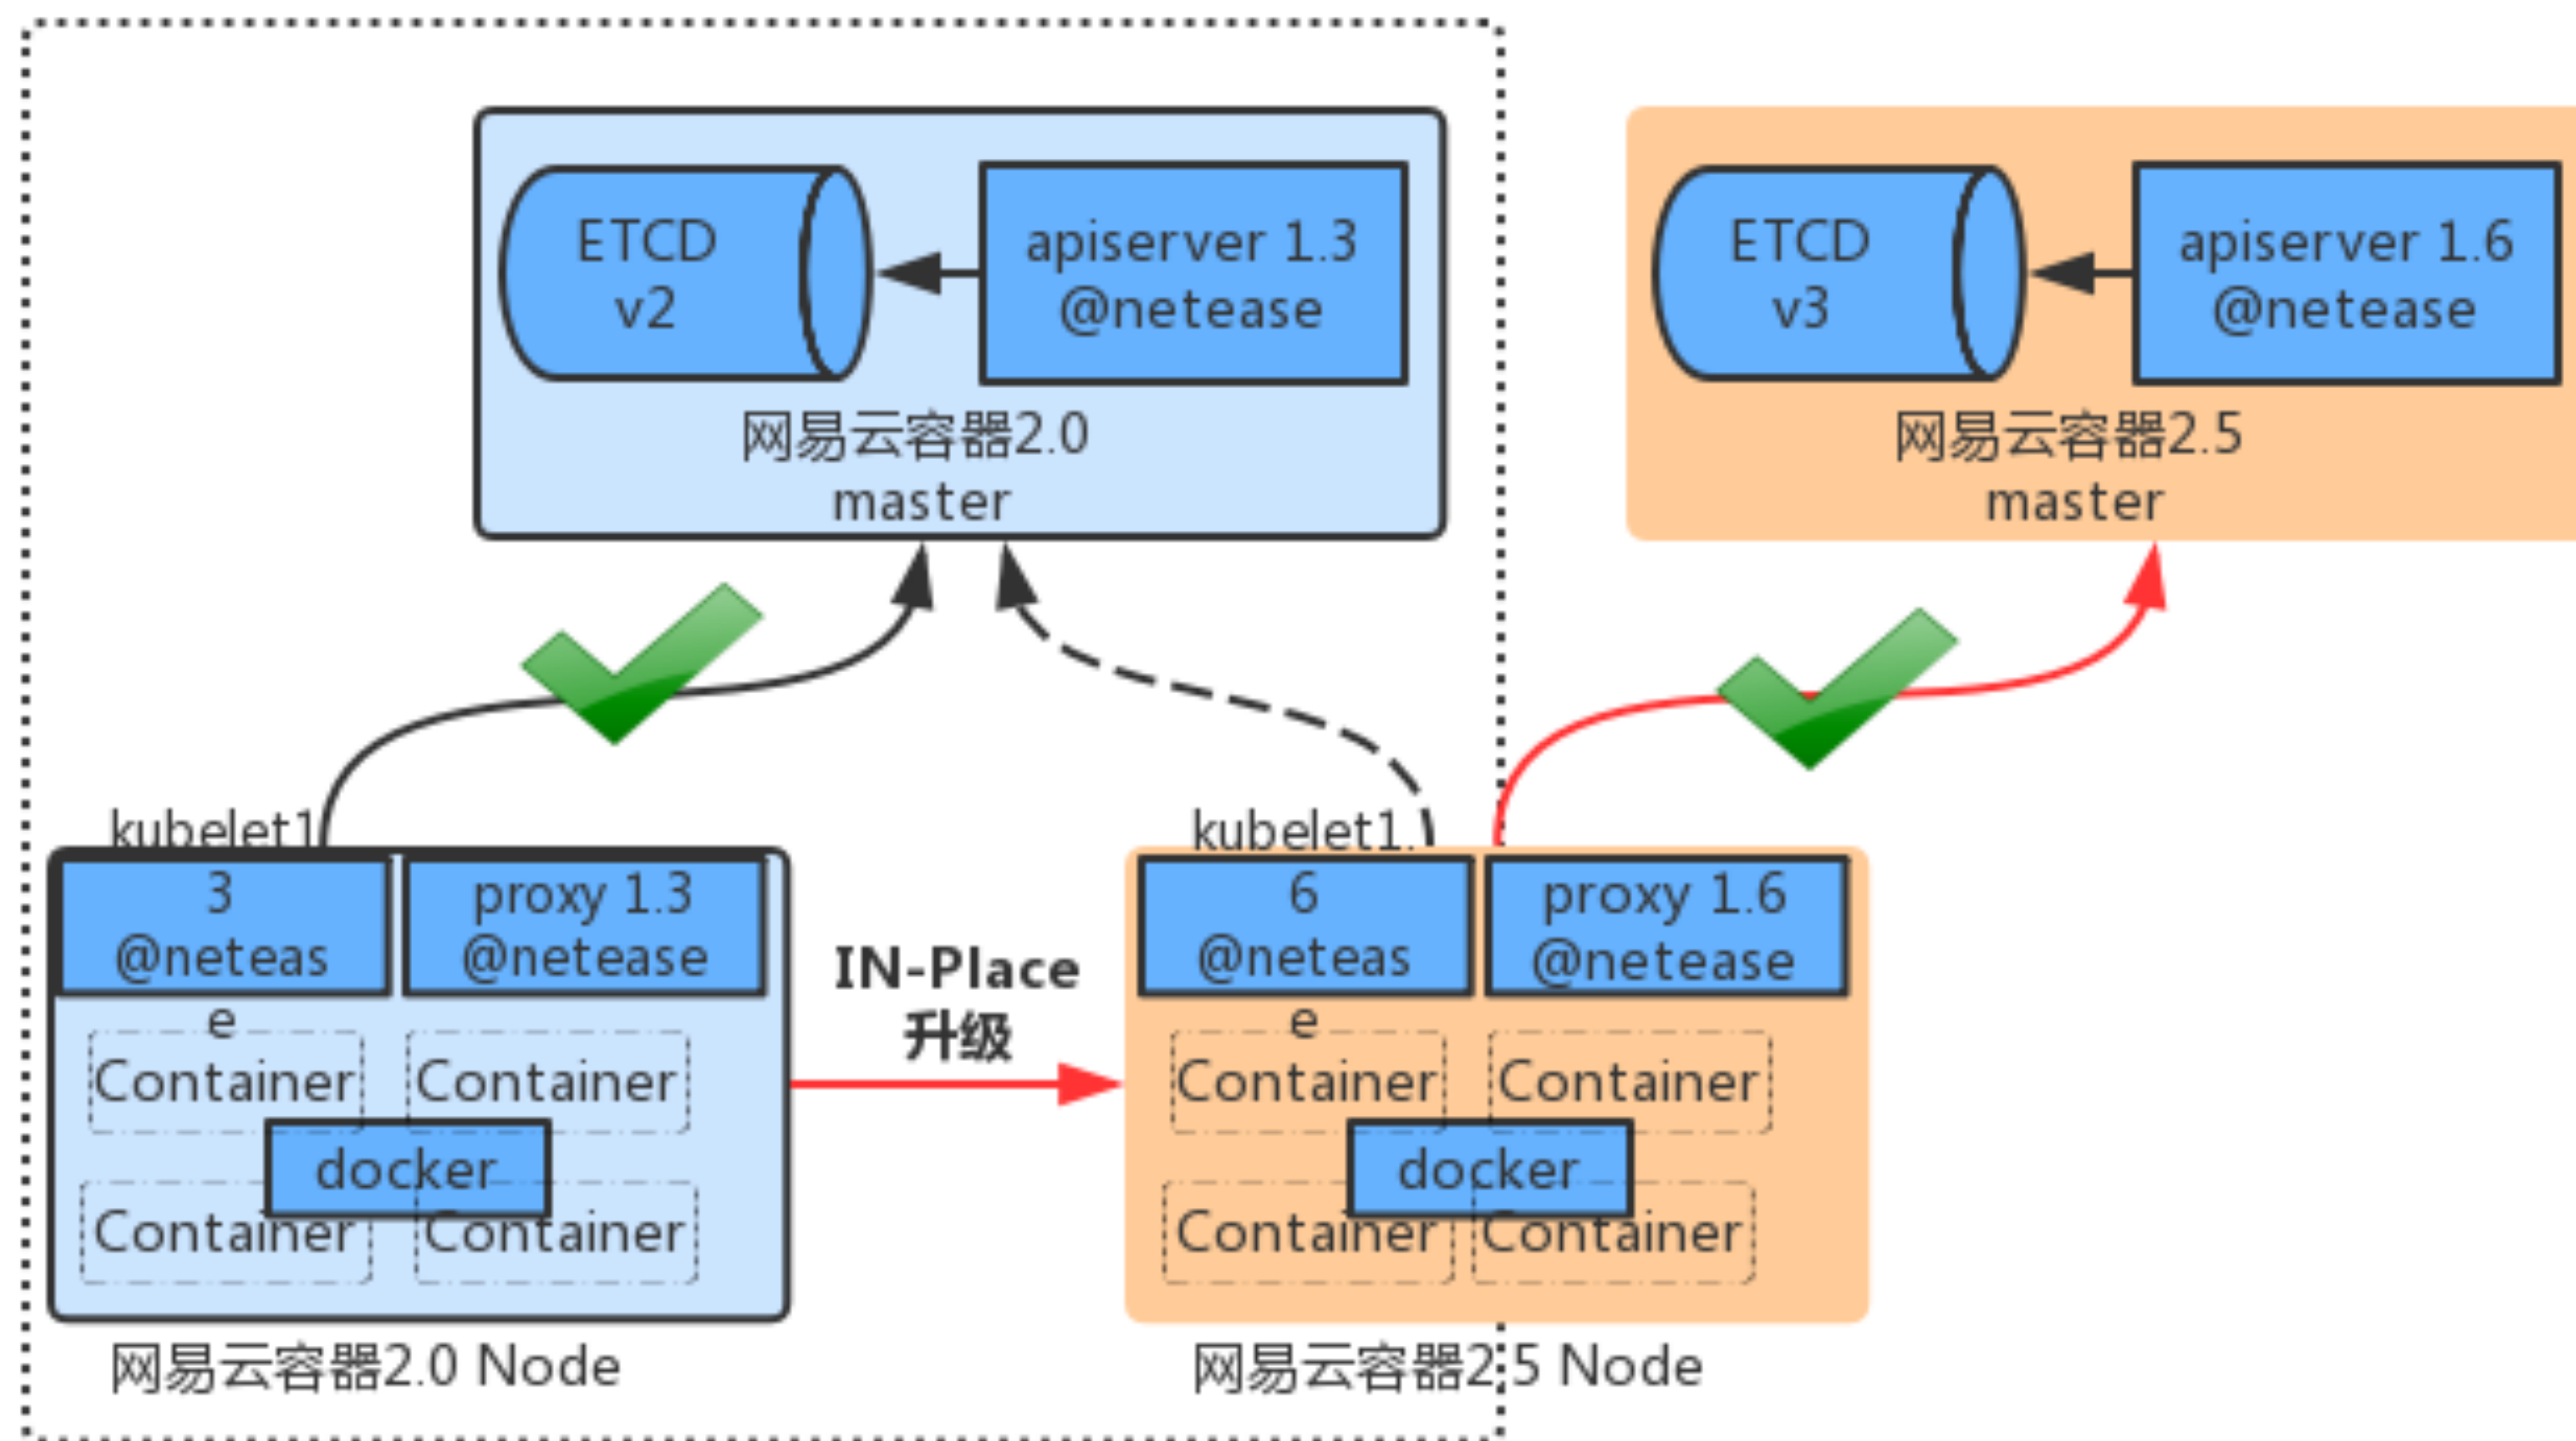 ETCD
v2
apiserver 1.3
@netease
网易云容器2.0
master
ETCD
v3
apiserver 1.6
@netease
网易云容器2.5
master
kubelet1
3
@neteas
e
proxy 1.3
@netease
Container
Container
docker
Container
Container
网易云容器2.0 Node
IN-Place
升级
kubelet1.
6
@neteas
e
proxy 1.6
@netease
Container
Container
docker
Container
Container
网易云容器2.5 Node